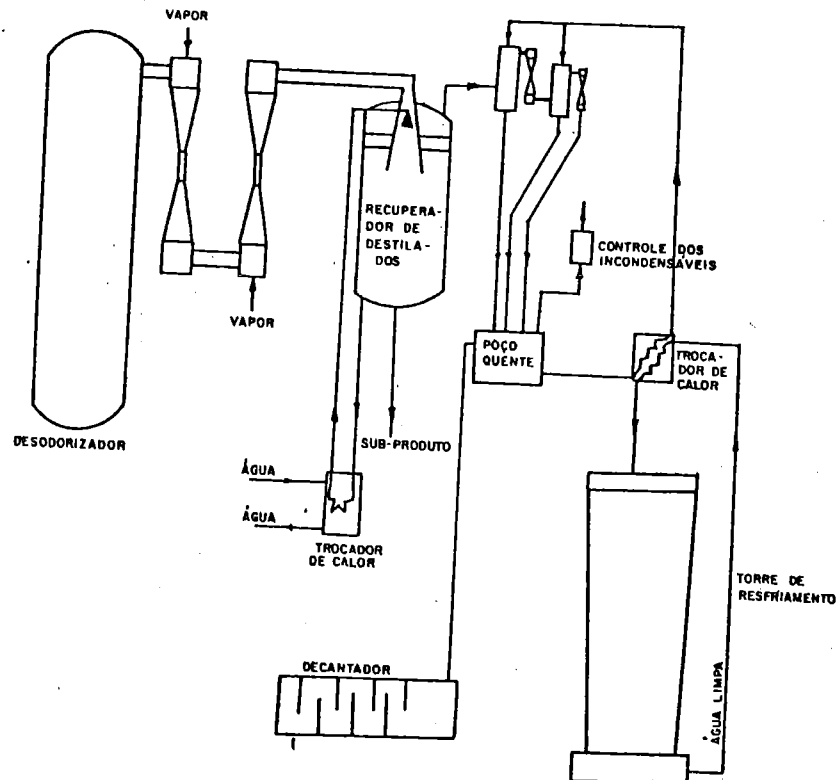 VAPOR
RECUPERA-
DOR DE
DESTILA-
DOS
VAPOR
CONTROLE DOS
INCONDENSÁVEIS
POÇO
QUENTE
TROCA-
DOR DE
CALOR
DESODORIZADOR
SUB-PRODUTO
ÁGUA
ÁGUA
TROCADOR
DE CALOR
TORRE DE
RESFRIAMENTO
DECANTADOR
ÁGUA LIMPA